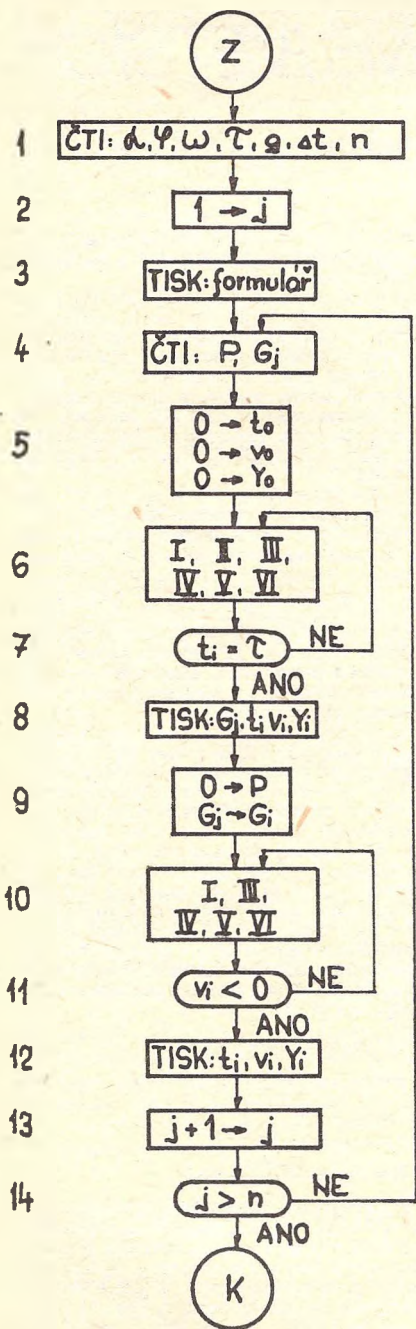 Z
1 ČTI: α, φ, ω, τ, g, Δt, n
2 1 → j
3 TISK: formulář
4 ČTI: P, Gj
5 0 → t₀
0 → v₀
0 → Y₀
6 I, II, III,
IV, V, VI
7 tᵢ = τ NE
ANO
8 TISK: Gj, tᵢ vᵢ, Yᵢ
9 0 → P
Gj → Gᵢ
10 I, III,
IV, V, VI
11 vᵢ < 0 NE
ANO
12 TISK: tᵢ, vᵢ, Yᵢ
13 j + 1 → j
14 j > n NE
ANO
K